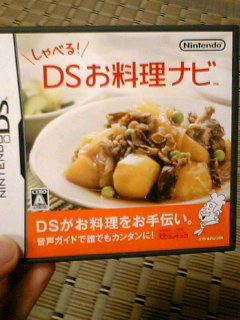 しゃべる!
Nintendo
DSお料理ナビ
TM
NINTENDO DS
CERO
A
DSがお料理をお手伝い。
音声ガイドで誰でもカンタンに!